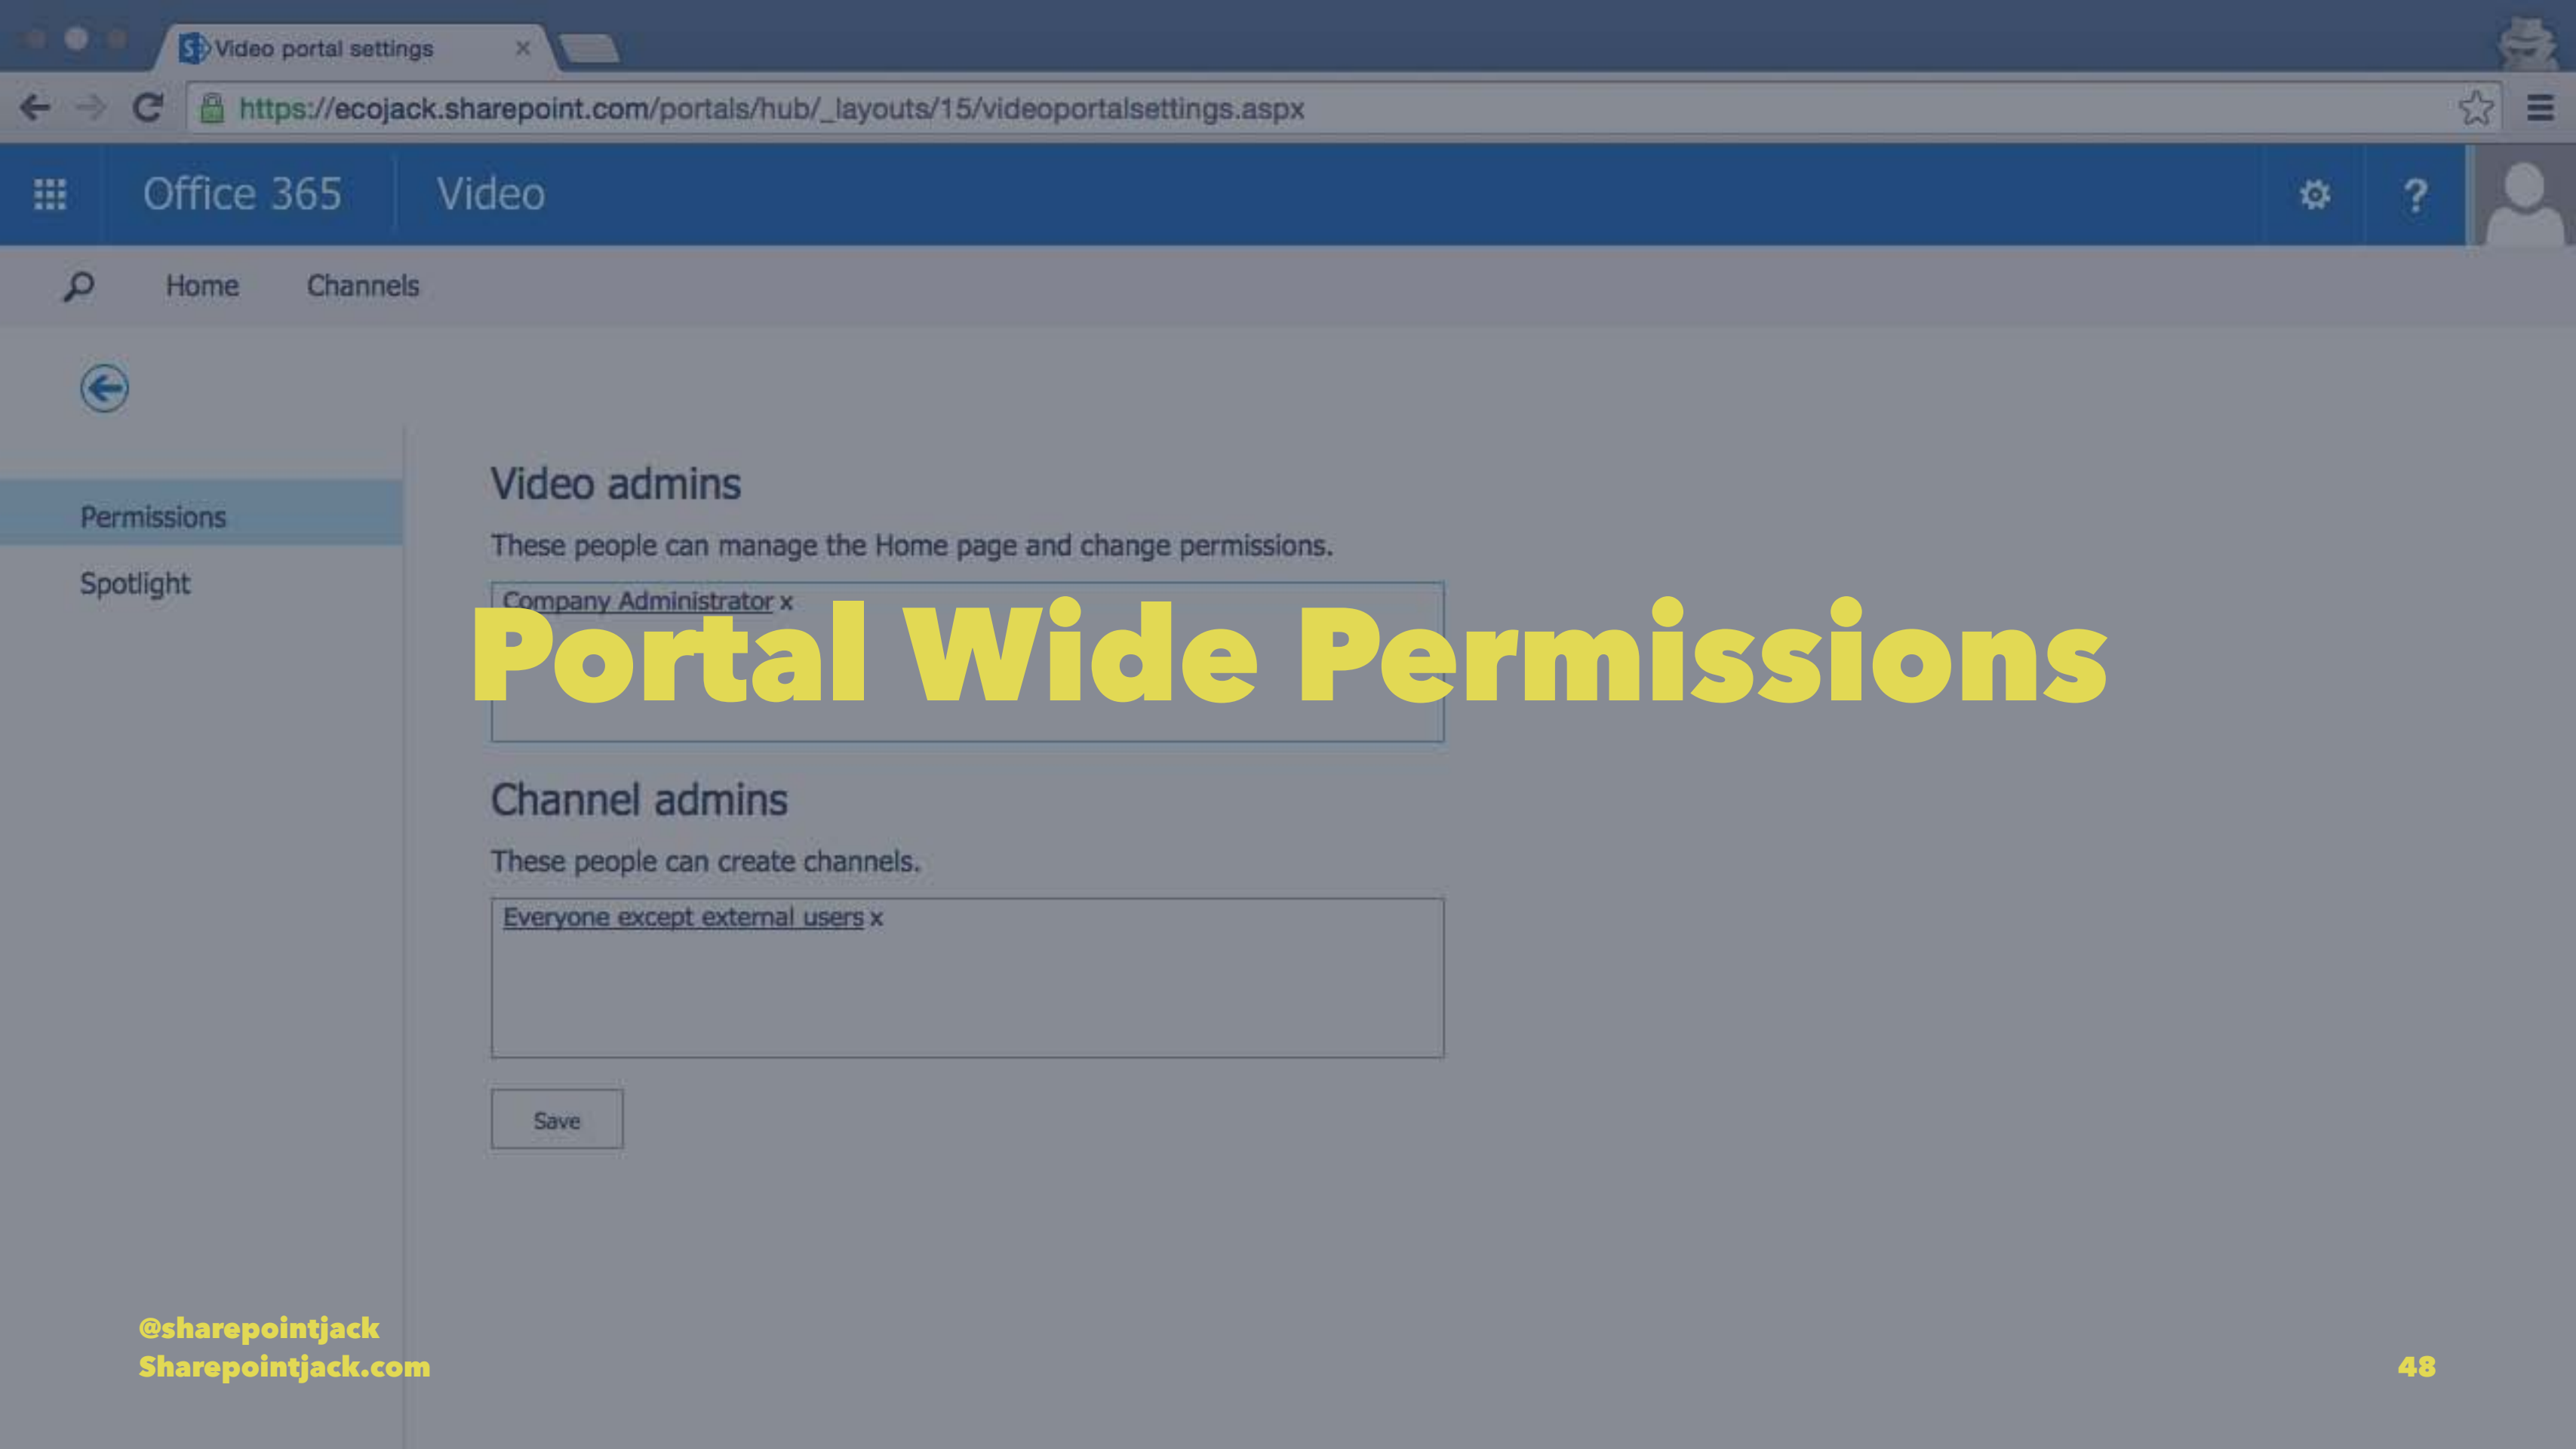 Video portal settings
https://ecojack.sharepoint.com/portals/hub/_layouts/15/videoportalsettings.aspx
Office 365 Video
Home Channels
Permissions
Spotlight
Video admins
These people can manage the Home page and change permissions.
Company Administrator x
Portal Wide Permissions
Channel admins
These people can create channels.
Everyone except external users x
Save
@sharepointjack
Sharepointjack.com
48